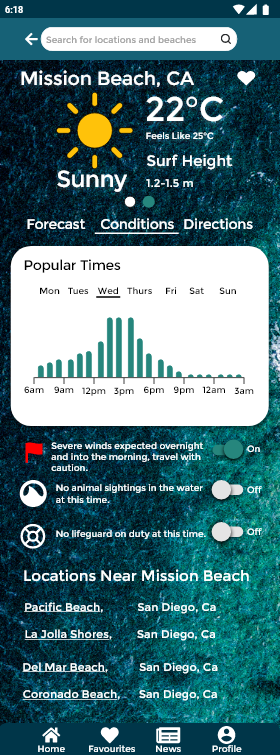 6:18
Search for locations and beaches
Mission Beach, CA
22°C
Feels Like 25°C
Surf Height
Sunny
1.2-1.5 m
Forecast Conditions Directions
Popular Times
Mon Tues Wed Thurs Fri Sat Sun
6am 9am 12pm 3pm 6pm 9pm 12am 3am
Severe winds expected overnight
and into the morning, travel with
caution.
On
No animal sightings in the water
at this time.
Off
No lifeguard on duty at this time.
Off
Locations Near Mission Beach
Pacific Beach, San Diego, Ca
La Jolla Shores, San Diego, Ca
Del Mar Beach, San Diego, Ca
Coronado Beach, San Diego, Ca
Home Favourites News Profile